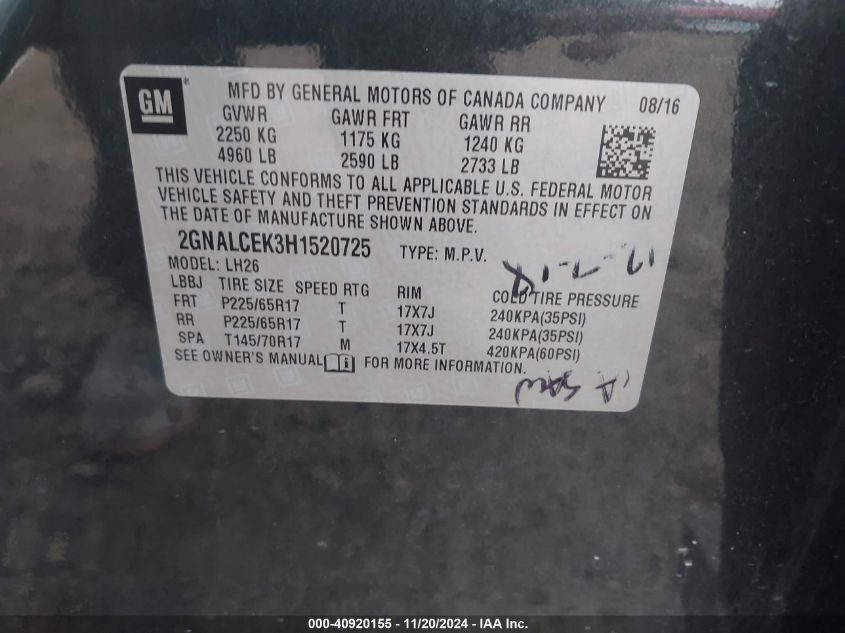 GM
MFD BY GENERAL MOTORS OF CANADA COMPANY 08/16
GVWR GAWR FRT GAWR RR
2250 KG 1175 KG 1240 KG
4960 LB 2590 LB 2733 LB
THIS VEHICLE CONFORMS TO ALL APPLICABLE U.S. FEDERAL MOTOR
VEHICLE SAFETY AND THEFT PREVENTION STANDARDS IN EFFECT ON
THE DATE OF MANUFACTURE SHOWN ABOVE.
2GNALCEK3H1520725 TYPE: M.P.V.
MODEL: LH26
LBBJ TIRE SIZE SPEED RTG RIM COLD TIRE PRESSURE
FRT P225/65R17 T 17X7J 240KPA(35PSI)
RR P225/65R17 T 17X7J 240KPA(35PSI)
SPA T145/70R17 M 17X4.5T 420KPA(60PSI)
SEE OWNER'S MANUAL FOR MORE INFORMATION.
000-40920155 - 11/20/2024 - IAA Inc.